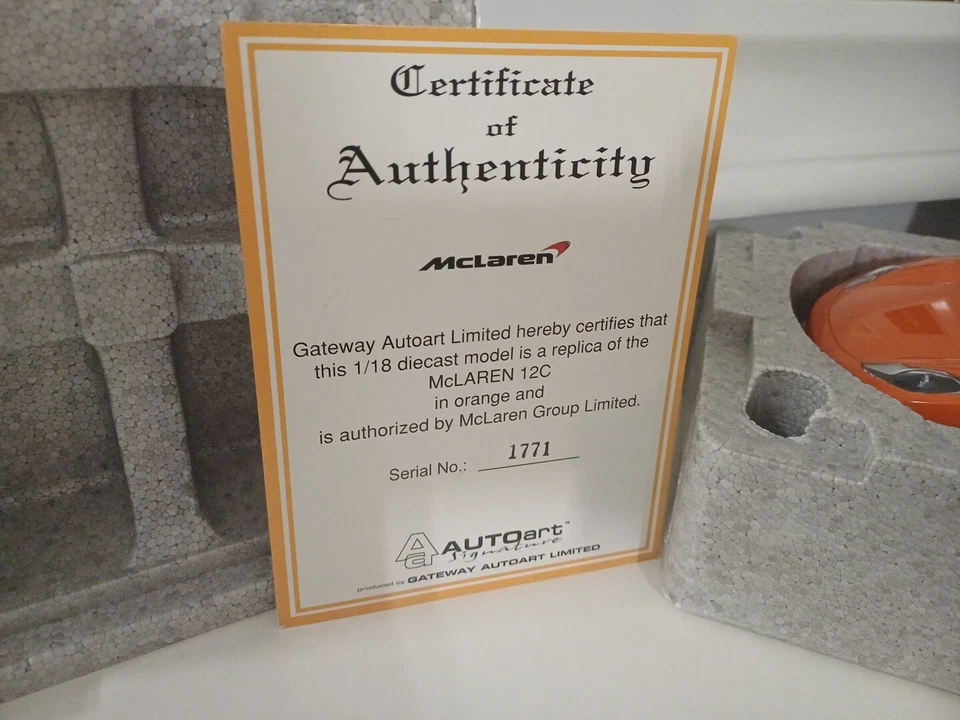 Certificate
of
Authenticity
McLaren
Gateway Autoart Limited hereby certifies that
this 1/18 diecast model is a replica of the
McLAREN 12C
in orange and
is authorized by McLaren Group Limited.
Serial No.: 1771
Aa AUTOart™
Signature
produced by GATEWAY AUTOART LIMITED